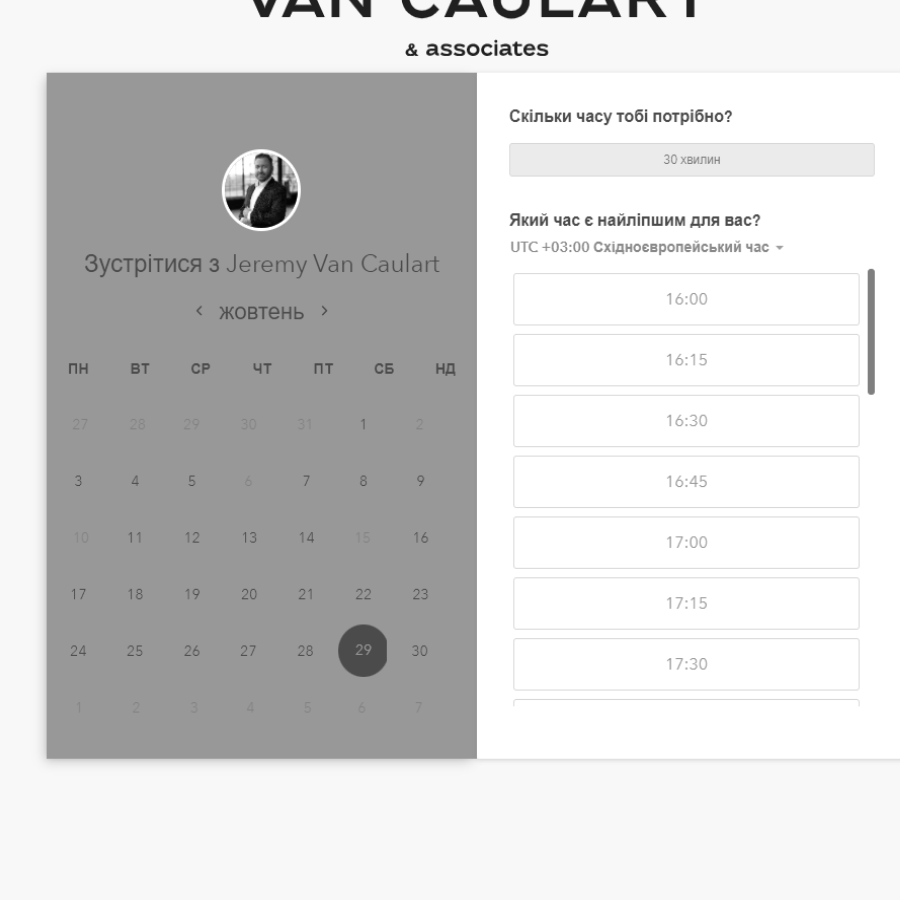 VAN CAULART
& associates
Зустрітися з Jeremy Van Caulart
жовтень
ПН ВТ СР ЧТ ПТ СБ НД
27 28 29 30 31 1 2
3 4 5 6 7 8 9
10 11 12 13 14 15 16
17 18 19 20 21 22 23
24 25 26 27 28 29 30
1 2 3 4 5 6 7
Скільки часу тобі потрібно?
30 хвилин
Який час є найліпшим для вас?
UTC +03:00 Східноєвропейський час
16:00
16:15
16:30
16:45
17:00
17:15
17:30